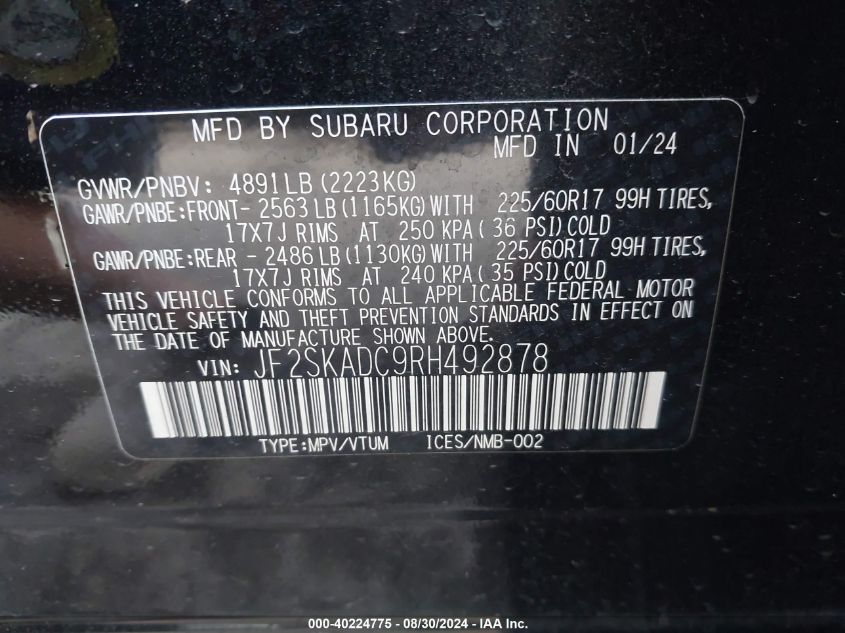 MFD BY SUBARU CORPORATION
MFD IN 01/24
GVWR/PNBV: 4891LB(2223KG)
GAWR/PNBE:FRONT- 2563LB(1165KG)WITH 225/60R17 99H TIRES,
17X7J RIMS AT 250 KPA( 36 PSI)COLD
GAWR/PNBE:REAR - 2486LB(1130KG)WITH 225/60R17 99H TIRES,
17X7J RIMS AT 240 KPA( 35 PSI)COLD
THIS VEHICLE CONFORMS TO ALL APPLICABLE FEDERAL MOTOR
VEHICLE SAFETY AND THEFT PREVENTION STANDARDS IN EFFECT ON
THE DATE OF MANUFACTURE SHOWN ABOVE.
VIN: JF2SKADC9RH492878
TYPE:MPV/VTUM ICES/NMB-002
000-40224775 - 08/30/2024 - IAA Inc.